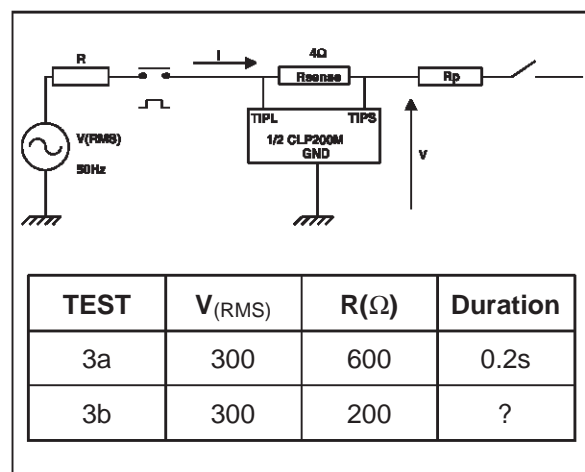 R
I
4Ω
Rsense
Rp
TIPL TIPS
1/2 CLP200M
GND
V(RMS)
50Hz
V
TEST V(RMS) R(Ω) Duration
3a 300 600 0.2s
3b 300 200 ?